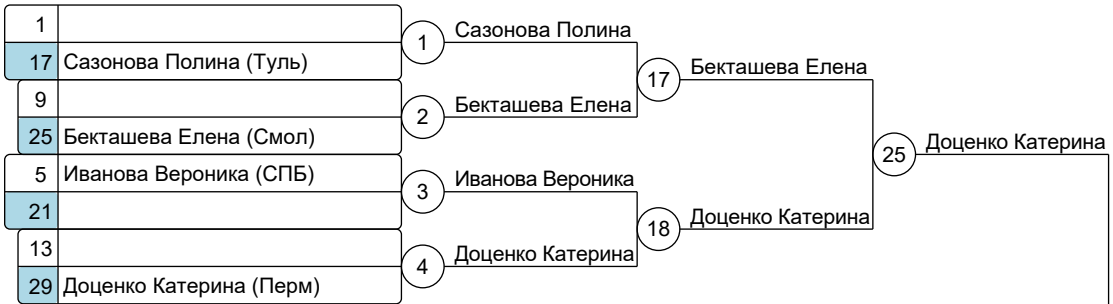 1
17 Сазонова Полина (Туль)
1
Сазонова Полина
9
25 Бекташева Елена (Смол)
2
Бекташева Елена
17
Бекташева Елена
5 Иванова Вероника (СПБ)
21
3
Иванова Вероника
13
29 Доценко Катерина (Перм)
4
Доценко Катерина
18
Доценко Катерина
25
Доценко Катерина